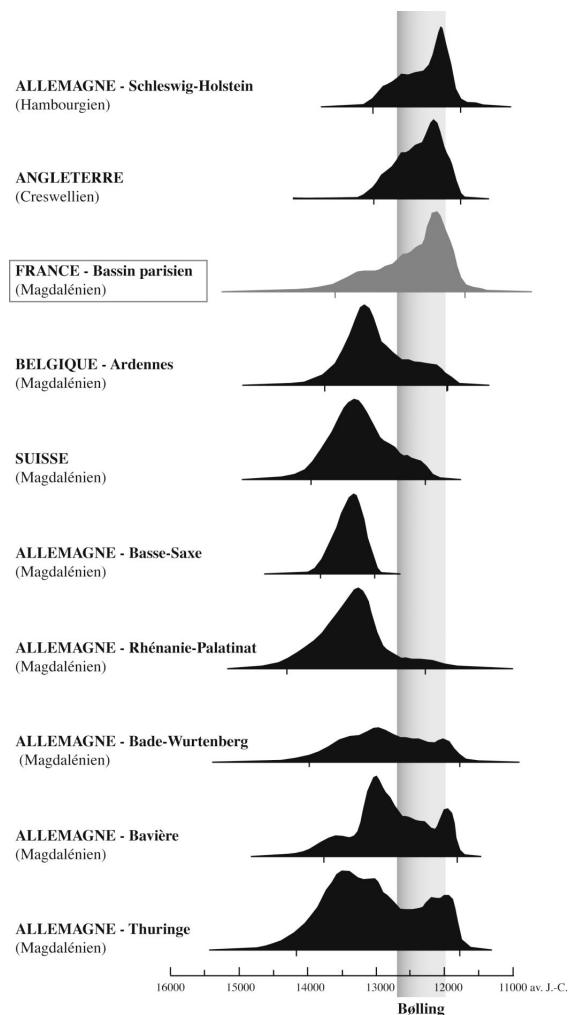 ALLEMAGNE - Schleswig-Holstein
(Hambourgien)
ANGLETERRE
(Creswellien)
FRANCE - Bassin parisien
(Magdalénien)
BELGIQUE - Ardennes
(Magdalénien)
SUISSE
(Magdalénien)
ALLEMAGNE - Basse-Saxe
(Magdalénien)
ALLEMAGNE - Rhénanie-Palatinat
(Magdalénien)
ALLEMAGNE - Bade-Wurtenberg
(Magdalénien)
ALLEMAGNE - Bavière
(Magdalénien)
ALLEMAGNE - Thuringe
(Magdalénien)
16000 15000 14000 13000 12000 11000 av. J.-C.
Bølling